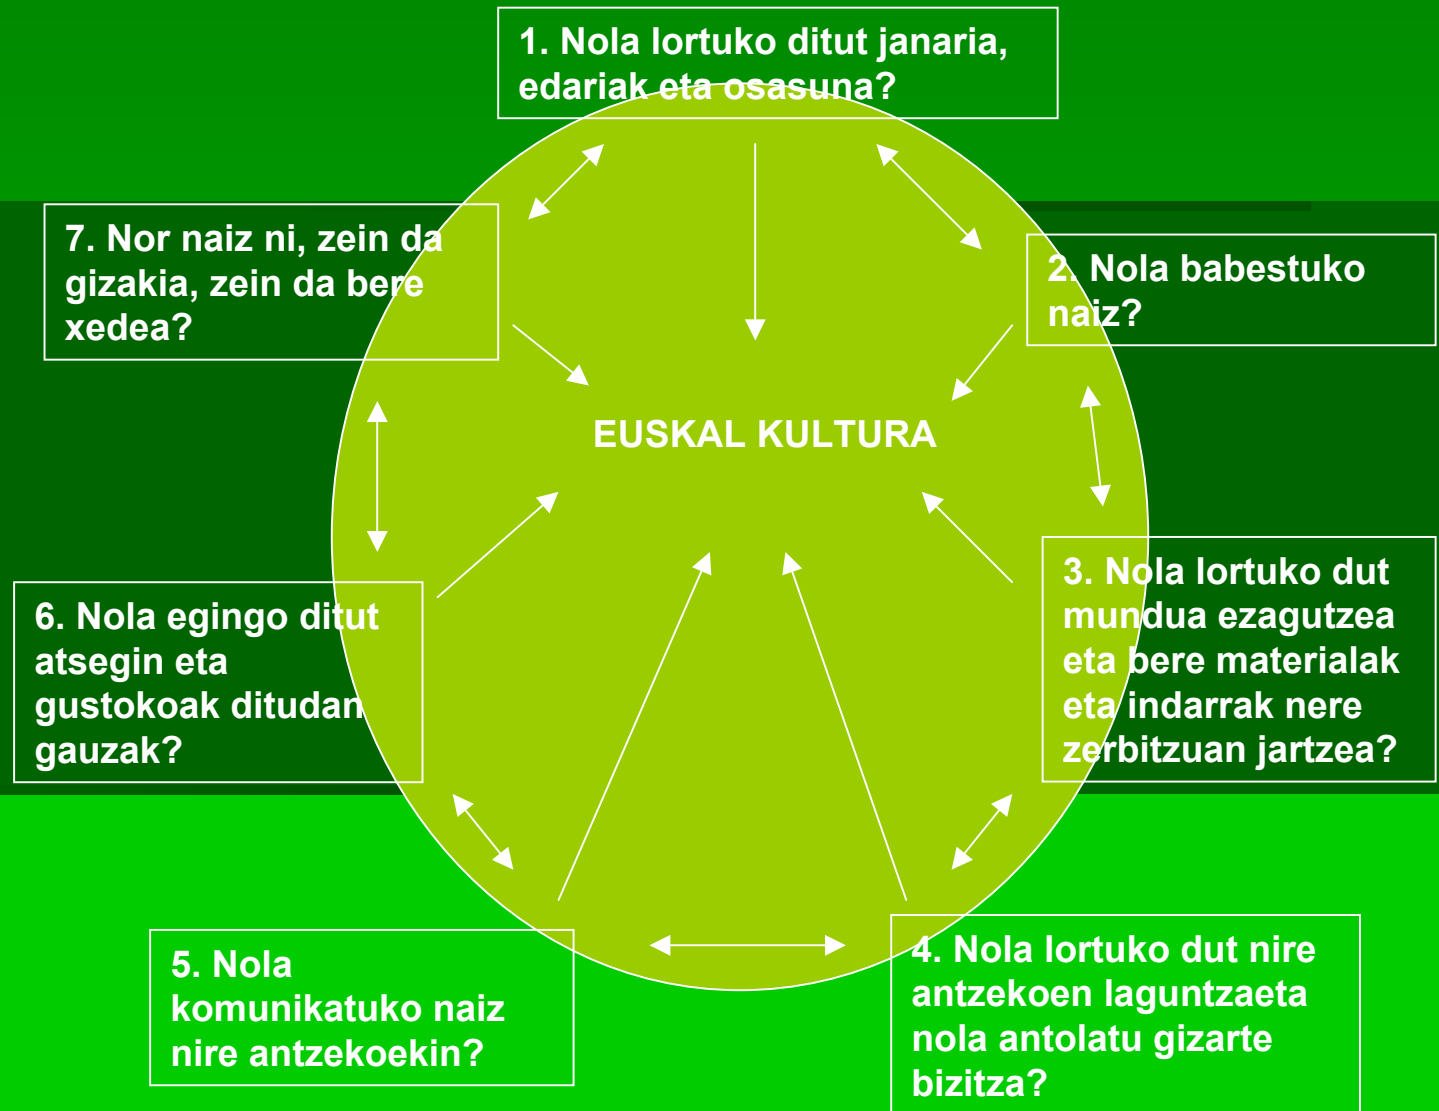 1. Nola lortuko ditut janaria,
edariak eta osasuna?
7. Nor naiz ni, zein da
gizakia, zein da bere
xedea?
2. Nola babestuko
naiz?
EUSKAL KULTURA
3. Nola lortuko dut
mundua ezagutzea
eta bere materialak
eta indarrak nere
zerbitzuan jartzea?
6. Nola egingo ditut
atsegin eta
gustokoak ditudan
gauzak?
5. Nola
komunikatuko naiz
nire antzekoekin?
4. Nola lortuko dut nire
antzekoen laguntzaeta
nola antolatu gizarte
bizitza?